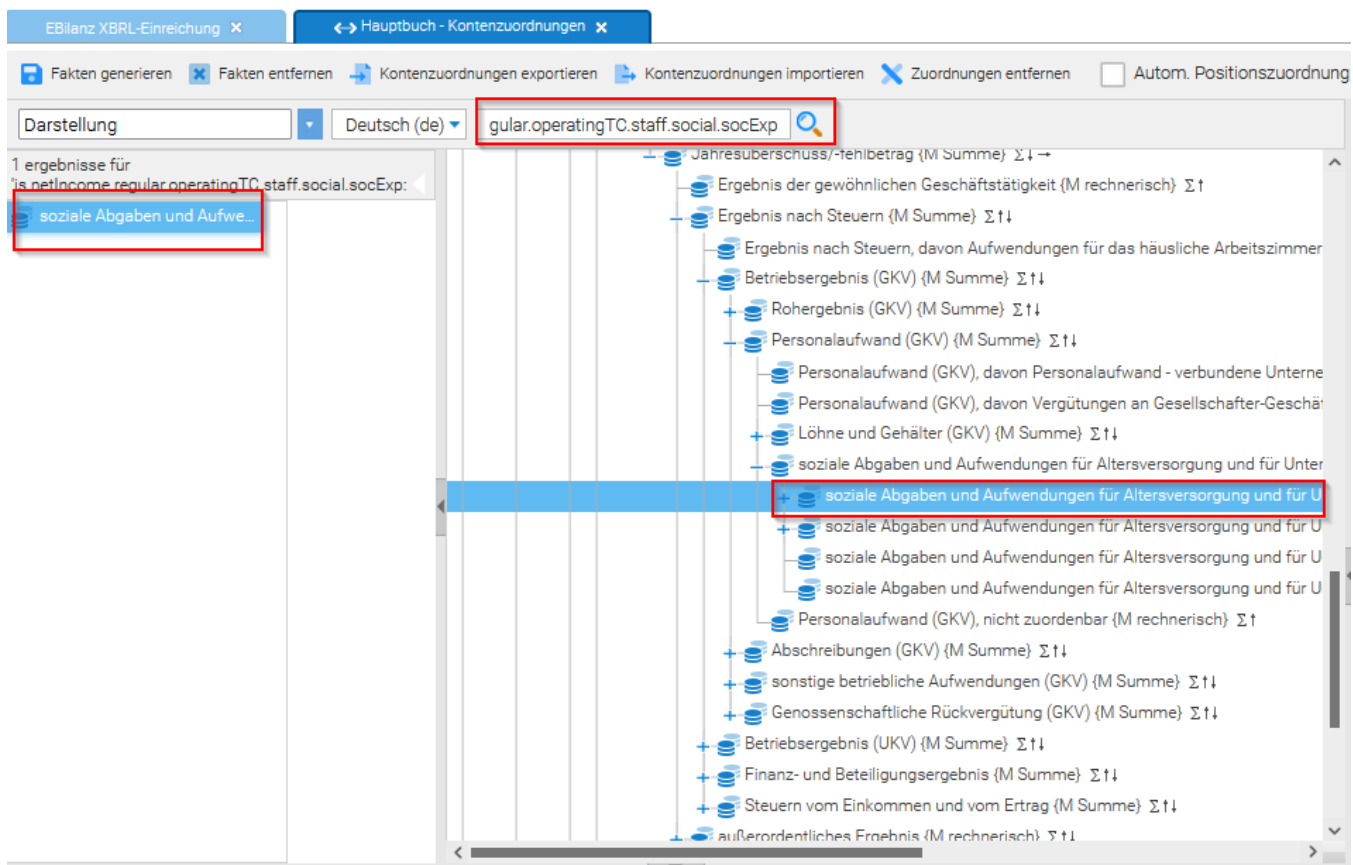 EBilanz XBRL-Einreichung ×
Hauptbuch - Kontenzuordnungen ×
Fakten generieren Fakten entfernen Kontenzuordnungen exportieren Kontenzuordnungen importieren Zuordnungen entfernen Autom. Positionszuordnung
Darstellung Deutsch (de) gular.operatingTC.staff.social.socExp
1 ergebnisse für
'is.netIncome.regular.operatingTC.staff.social.socExp:
soziale Abgaben und Aufwe...
Jahresüberschuss/-fehlbetrag {M Summe} Σ↓→
Ergebnis der gewöhnlichen Geschäftstätigkeit {M rechnerisch} Σ↑
Ergebnis nach Steuern {M Summe} Σ↑↓
Ergebnis nach Steuern, davon Aufwendungen für das häusliche Arbeitszimmer
Betriebsergebnis (GKV) {M Summe} Σ↑↓
Rohergebnis (GKV) {M Summe} Σ↑↓
Personalaufwand (GKV) {M Summe} Σ↑↓
Personalaufwand (GKV), davon Personalaufwand - verbundene Unterne
Personalaufwand (GKV), davon Vergütungen an Gesellschafter-Geschäf
Löhne und Gehälter (GKV) {M Summe} Σ↑↓
soziale Abgaben und Aufwendungen für Altersversorgung und für Unter
soziale Abgaben und Aufwendungen für Altersversorgung und für U
soziale Abgaben und Aufwendungen für Altersversorgung und für U
soziale Abgaben und Aufwendungen für Altersversorgung und für U
soziale Abgaben und Aufwendungen für Altersversorgung und für U
Personalaufwand (GKV), nicht zuordenbar {M rechnerisch} Σ↑
Abschreibungen (GKV) {M Summe} Σ↑↓
sonstige betriebliche Aufwendungen (GKV) {M Summe} Σ↑↓
Genossenschaftliche Rückvergütung (GKV) {M Summe} Σ↑↓
Betriebsergebnis (UKV) {M Summe} Σ↑↓
Finanz- und Beteiligungsergebnis {M Summe} Σ↑↓
Steuern vom Einkommen und vom Ertrag {M Summe} Σ↑↓
außerordentliches Ergebnis {M rechnerisch} Σ↑↓